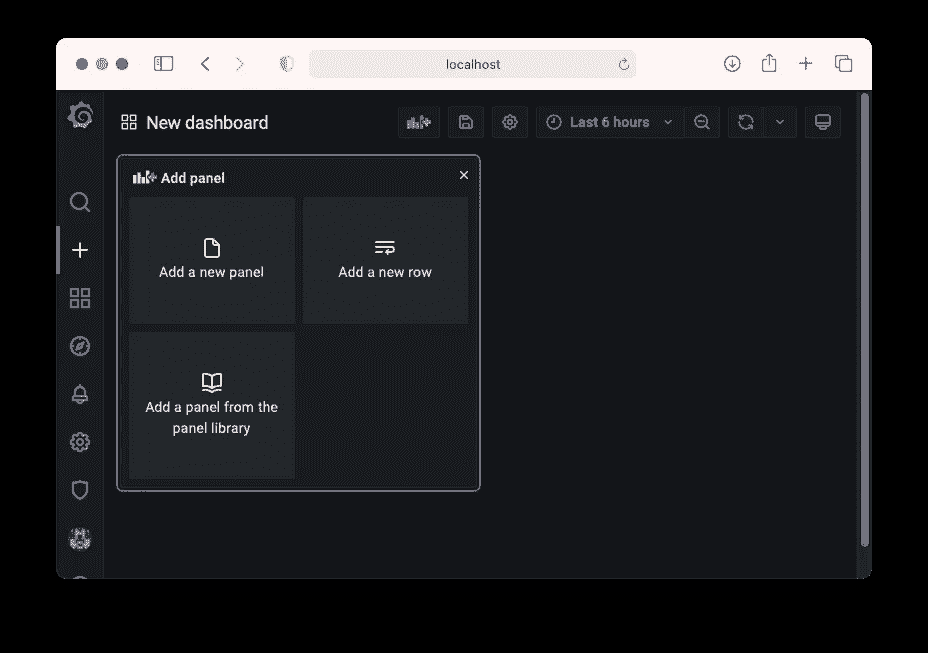 localhost
New dashboard
Last 6 hours
Add panel
Add a new panel
Add a new row
Add a panel from the
panel library